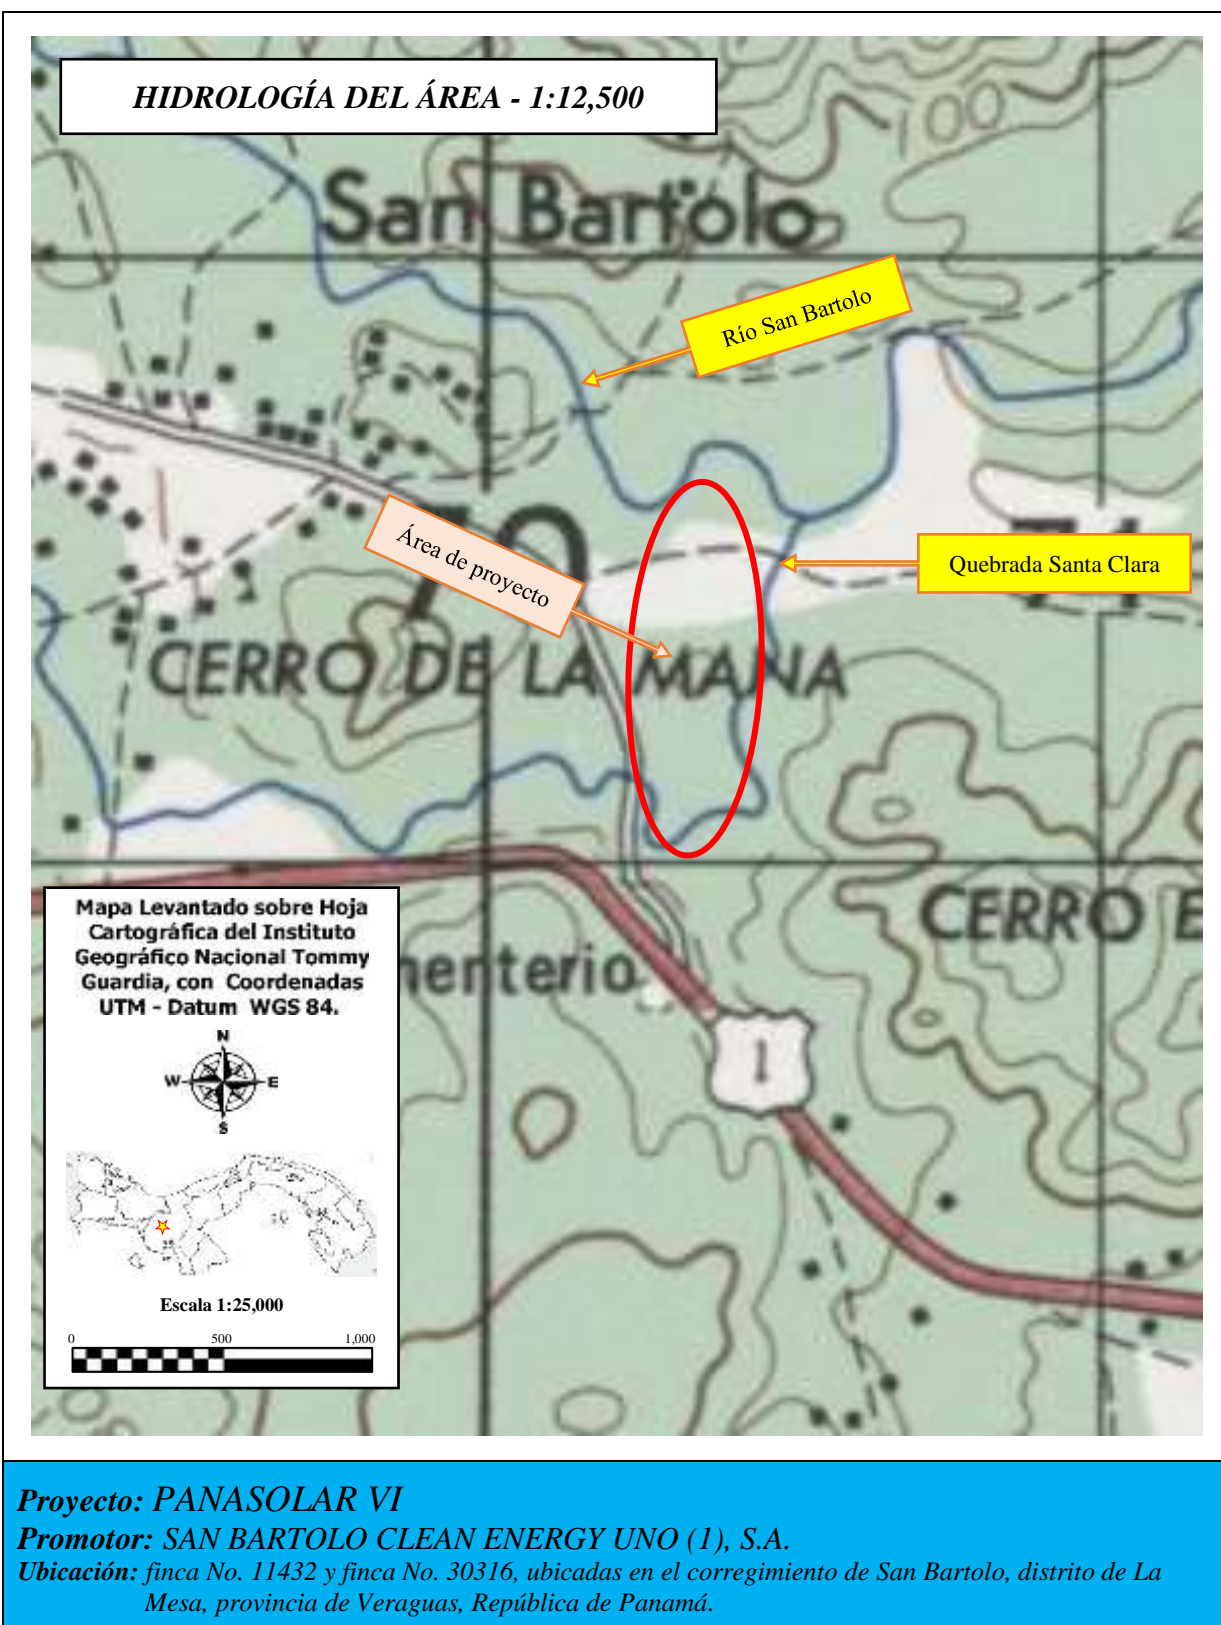 HIDROLOGÍA DEL ÁREA - 1:12,500
San Bartolo
Río San Bartolo
Área de proyecto
Quebrada Santa Clara
CERRO DE LA MANA
CERRO E
menterio
1
Mapa Levantado sobre Hoja
Cartográfica del Instituto
Geográfico Nacional Tommy
Guardia, con Coordenadas
UTM - Datum WGS 84.
N
W E
S
Escala 1:25,000
0 500 1,000
Proyecto: PANASOLAR VI
Promotor: SAN BARTOLO CLEAN ENERGY UNO (1), S.A.
Ubicación: finca No. 11432 y finca No. 30316, ubicadas en el corregimiento de San Bartolo, distrito de La
Mesa, provincia de Veraguas, República de Panamá.